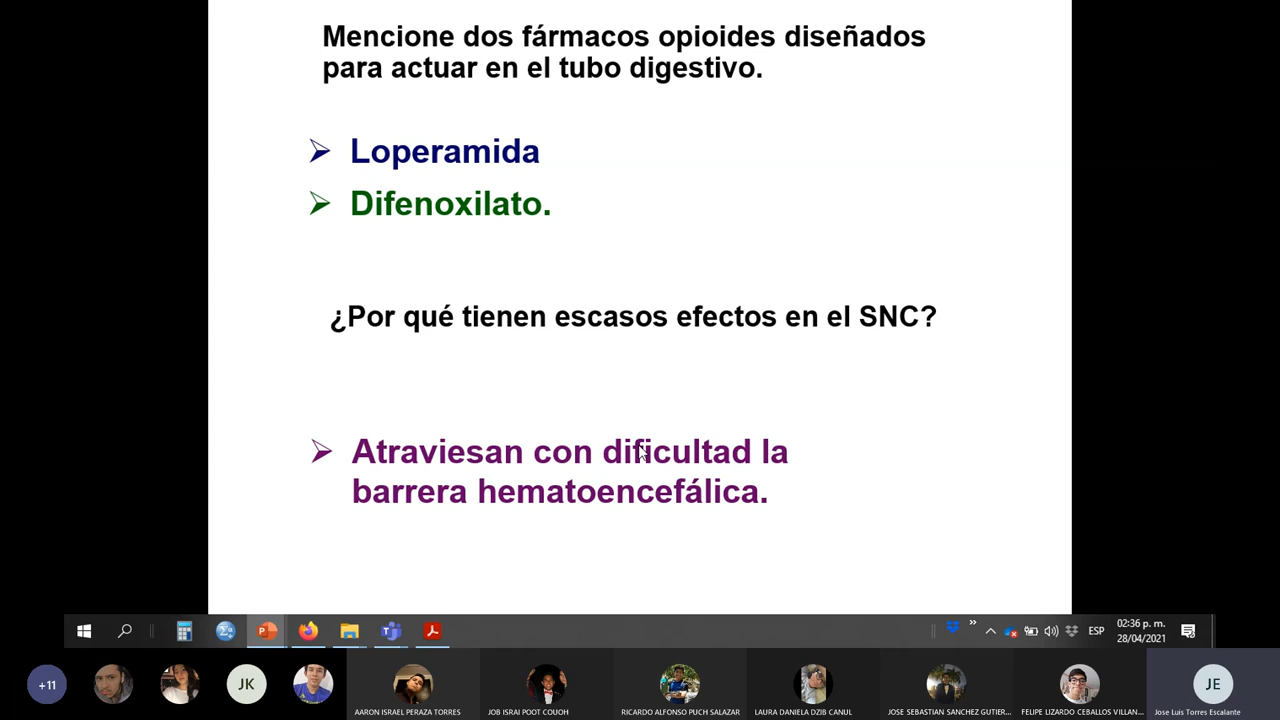 Mencione dos fármacos opioides diseñados
para actuar en el tubo digestivo.
➢ Loperamida
➢ Difenoxilato.
¿Por qué tienen escasos efectos en el SNC?
➢ Atraviesan con dificultad la
barrera hematoencefálica.
ESP
02:36 p. m.
28/04/2021
+11
JK
AARON ISRAEL PERAZA TORRES
JOB ISRAI POOT COUOH
RICARDO ALFONSO PUCH SALAZAR
LAURA DANIELA DZIB CANUL
JOSE SEBASTIAN SANCHEZ GUTIER...
FELIPE LIZARDO CEBALLOS VILLAN...
JE
Jose Luis Torres Escalante